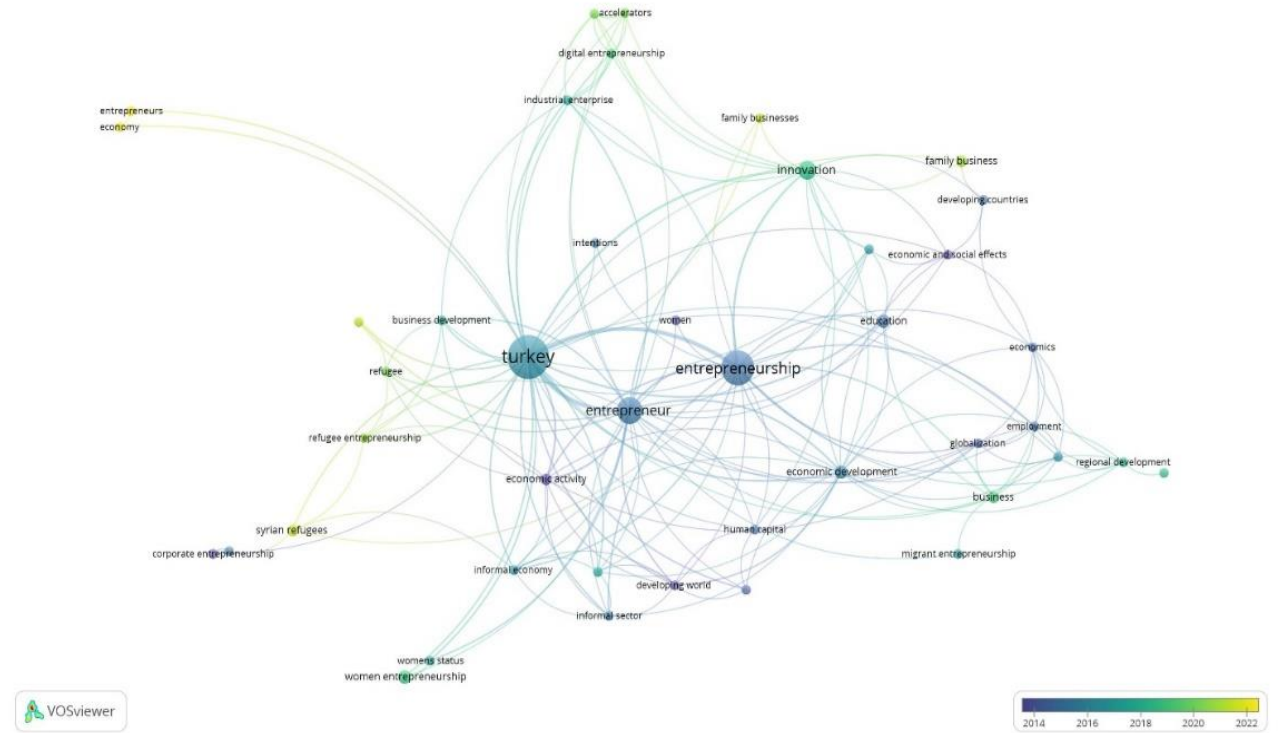 accelerators
digital entrepreneurship
industrial enterprise
entrepreneurs
economy
family businesses
innovation
family business
developing countries
intentions
economic and social effects
business development
women
education
turkey
economics
entrepreneurship
refugee
entrepreneur
employment
refugee entrepreneurship
globalization
regional development
economic development
economic activity
business
syrian refugees
human capital
corporate entrepreneurship
migrant entrepreneurship
informal economy
developing world
informal sector
womens status
women entrepreneurship
VOSviewer
2014 2016 2018 2020 2022